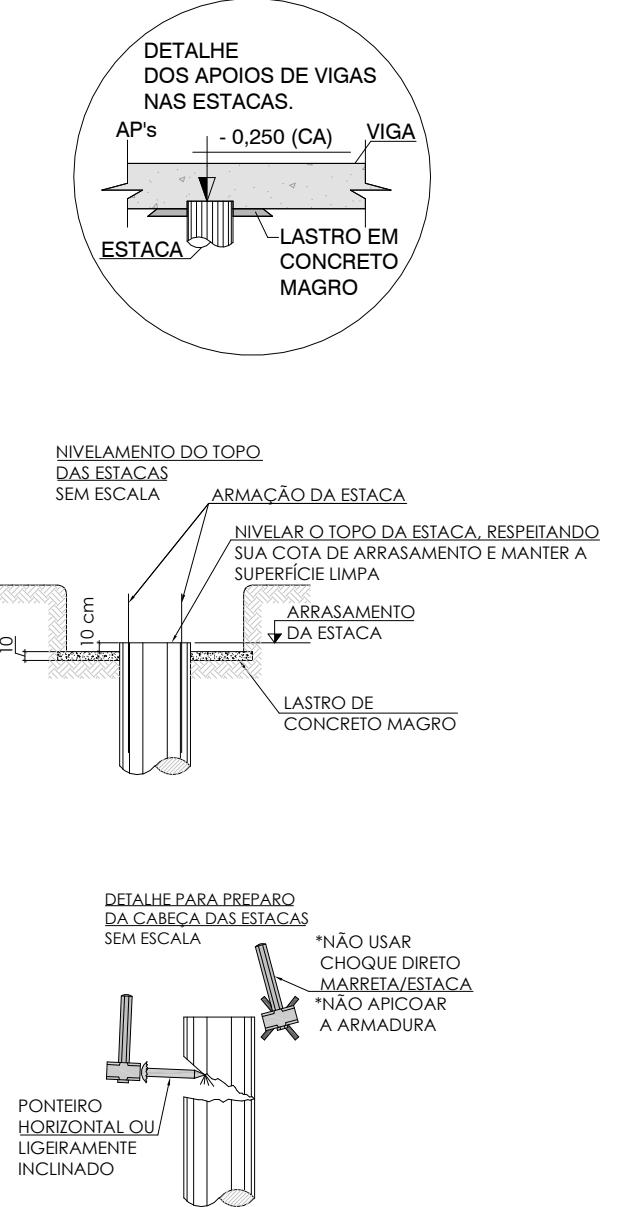 DETALHE
DOS APOIOS DE VIGAS
NAS ESTACAS.
AP's
- 0,250 (CA)
VIGA
ESTACA
LASTRO EM
CONCRETO
MAGRO
NIVELAMENTO DO TOPO
DAS ESTACAS
SEM ESCALA
ARMAÇÃO DA ESTACA
NIVELAR O TOPO DA ESTACA, RESPEITANDO
SUA COTA DE ARRASAMENTO E MANTER A
SUPERFÍCIE LIMPA
10
10 cm
ARRASAMENTO
DA ESTACA
LASTRO DE
CONCRETO MAGRO
DETALHE PARA PREPARO
DA CABEÇA DAS ESTACAS
SEM ESCALA
*NÃO USAR
CHOQUE DIRETO
MARRETA/ESTACA
*NÃO APICOAR
A ARMADURA
PONTEIRO
HORIZONTAL OU
LIGEIRAMENTE
INCLINADO